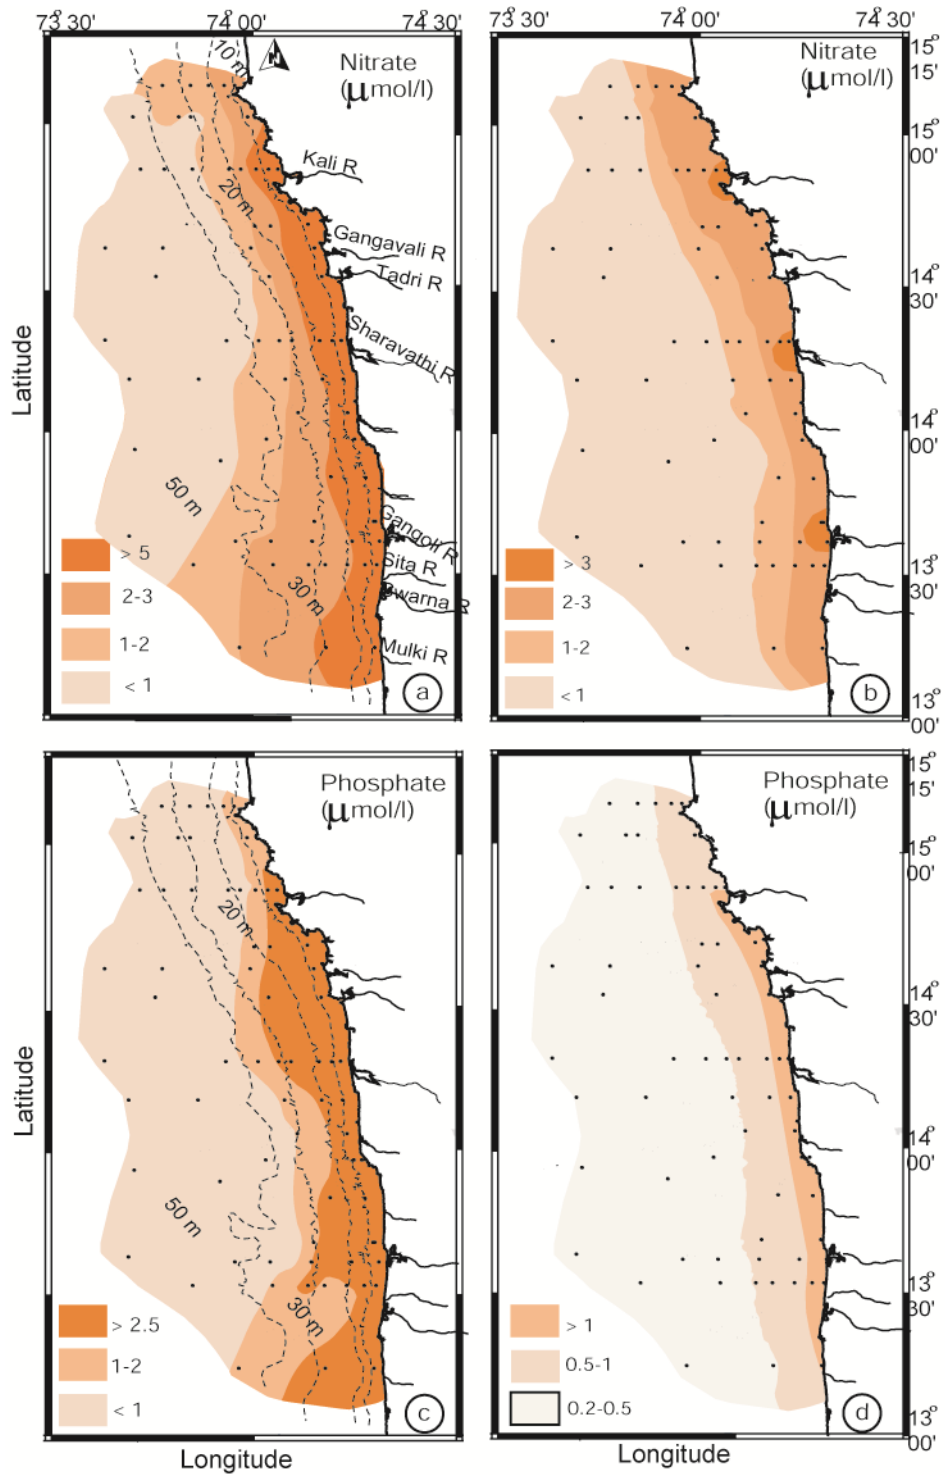 73°30' 74°00' 74°30' 73°30' 74°00' 74°30'
10 m
N
Nitrate
(μmol/l)
Kali R
20 m
Gangavali R
Tadri R
Sharavathi R
50 m
Gangoli R
Sita R
Swarna R
30 m
Mulki R
Latitude
> 5
2-3
1-2
< 1
a
Nitrate
(μmol/l)
15°
15'
15°
00'
14°
30'
14°
00'
13°
30'
13°
00'
> 3
2-3
1-2
<1
b
Phosphate
(μmol/l)
20 m
50 m
30 m
Latitude
> 2.5
1-2
< 1
c
Longitude
Phosphate
(μmol/l)
15°
15'
15°
00'
14°
30'
14°
00'
13°
30'
13°
00'
> 1
0.5-1
0.2-0.5
d
Longitude